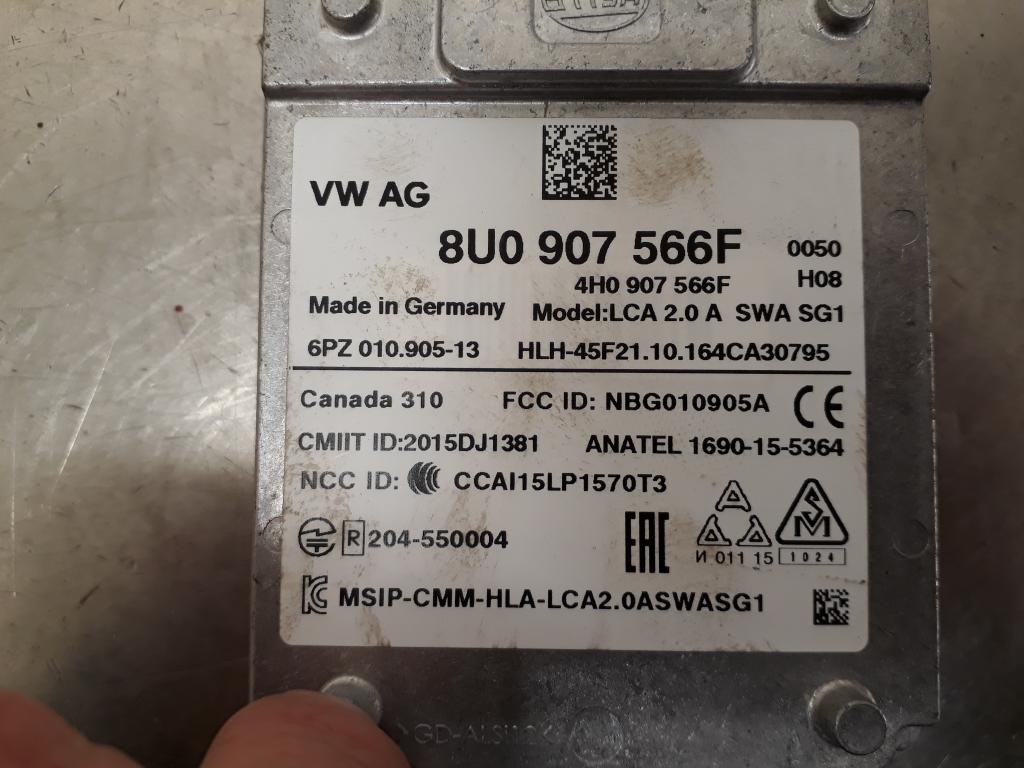 HELLA
VW AG
8U0 907 566F 0050
4H0 907 566F H08
Made in Germany Model:LCA 2.0 A SWA SG1
6PZ 010.905-13 HLH-45F21.10.164CA30795
Canada 310 FCC ID: NBG010905A CE
CMIIT ID:2015DJ1381 ANATEL 1690-15-5364
NCC ID: CCAI15LP1570T3
R 204-550004 EAC И 011 15 1024
MSIP-CMM-HLA-LCA2.0ASWASG1